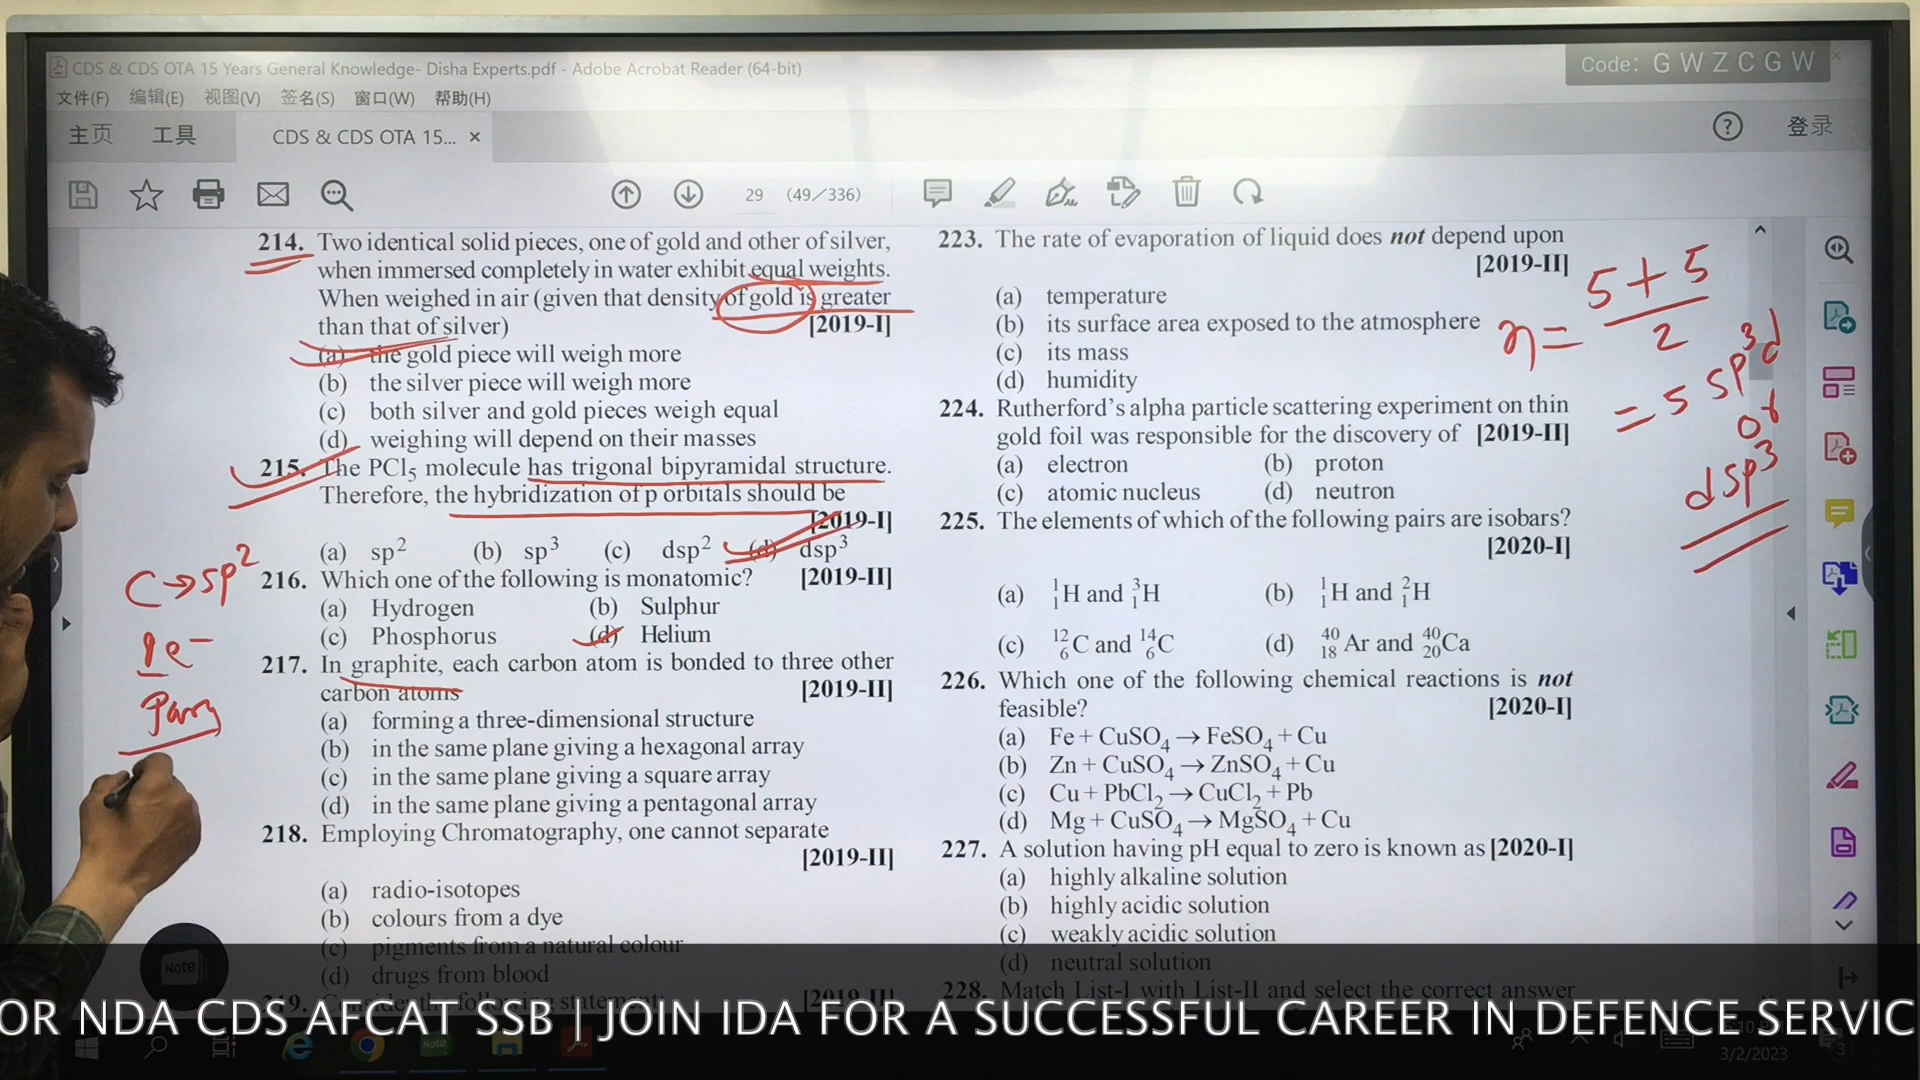 CDS & CDS OTA 15 Years General Knowledge- Disha Experts.pdf - Adobe Acrobat Reader (64-bit)
Code: G W Z C G W
文件(F) 编辑(E) 视图(V) 签名(S) 窗口(W) 帮助(H)
主页 工具 CDS & CDS OTA 15... ×
登录
29 (49/336)
214. Two identical solid pieces, one of gold and other of silver,
when immersed completely in water exhibit equal weights.
When weighed in air (given that density of gold is greater
than that of silver) [2019-I]
(a) the gold piece will weigh more
(b) the silver piece will weigh more
(c) both silver and gold pieces weigh equal
(d) weighing will depend on their masses
215. The PCl₅ molecule has trigonal bipyramidal structure.
Therefore, the hybridization of p orbitals should be
[2019-I]
(a) sp² (b) sp³ (c) dsp² (d) dsp³
216. Which one of the following is monatomic? [2019-II]
(a) Hydrogen (b) Sulphur
(c) Phosphorus (d) Helium
217. In graphite, each carbon atom is bonded to three other
carbon atoms [2019-II]
(a) forming a three-dimensional structure
(b) in the same plane giving a hexagonal array
(c) in the same plane giving a square array
(d) in the same plane giving a pentagonal array
218. Employing Chromatography, one cannot separate
[2019-II]
(a) radio-isotopes
(b) colours from a dye
(c) pigments from a natural colour
(d) drugs from blood
219. Consider the following statement [2019-II]
C → sp²
1e⁻
223. The rate of evaporation of liquid does not depend upon
[2019-II]
(a) temperature
(b) its surface area exposed to the atmosphere
(c) its mass
(d) humidity
224. Rutherford's alpha particle scattering experiment on thin
gold foil was responsible for the discovery of [2019-II]
(a) electron (b) proton
(c) atomic nucleus (d) neutron
225. The elements of which of the following pairs are isobars?
[2020-I]
(a) ¹₁H and ³₁H (b) ¹₁H and ²₁H
(c) ¹²₆C and ¹⁴₆C (d) ⁴⁰₁₈Ar and ⁴⁰₂₀Ca
226. Which one of the following chemical reactions is not
feasible? [2020-I]
(a) Fe + CuSO₄ → FeSO₄ + Cu
(b) Zn + CuSO₄ → ZnSO₄ + Cu
(c) Cu + PbCl₂ → CuCl₂ + Pb
(d) Mg + CuSO₄ → MgSO₄ + Cu
227. A solution having pH equal to zero is known as [2020-I]
(a) highly alkaline solution
(b) highly acidic solution
(c) weakly acidic solution
(d) neutral solution
228. Match List-I with List-II and select the correct answer
η = 5+5
2
= 5 sp³d
or
dsp³
Note
OR NDA CDS AFCAT SSB | JOIN IDA FOR A SUCCESSFUL CAREER IN DEFENCE SERVIC
Note
3/2/2023